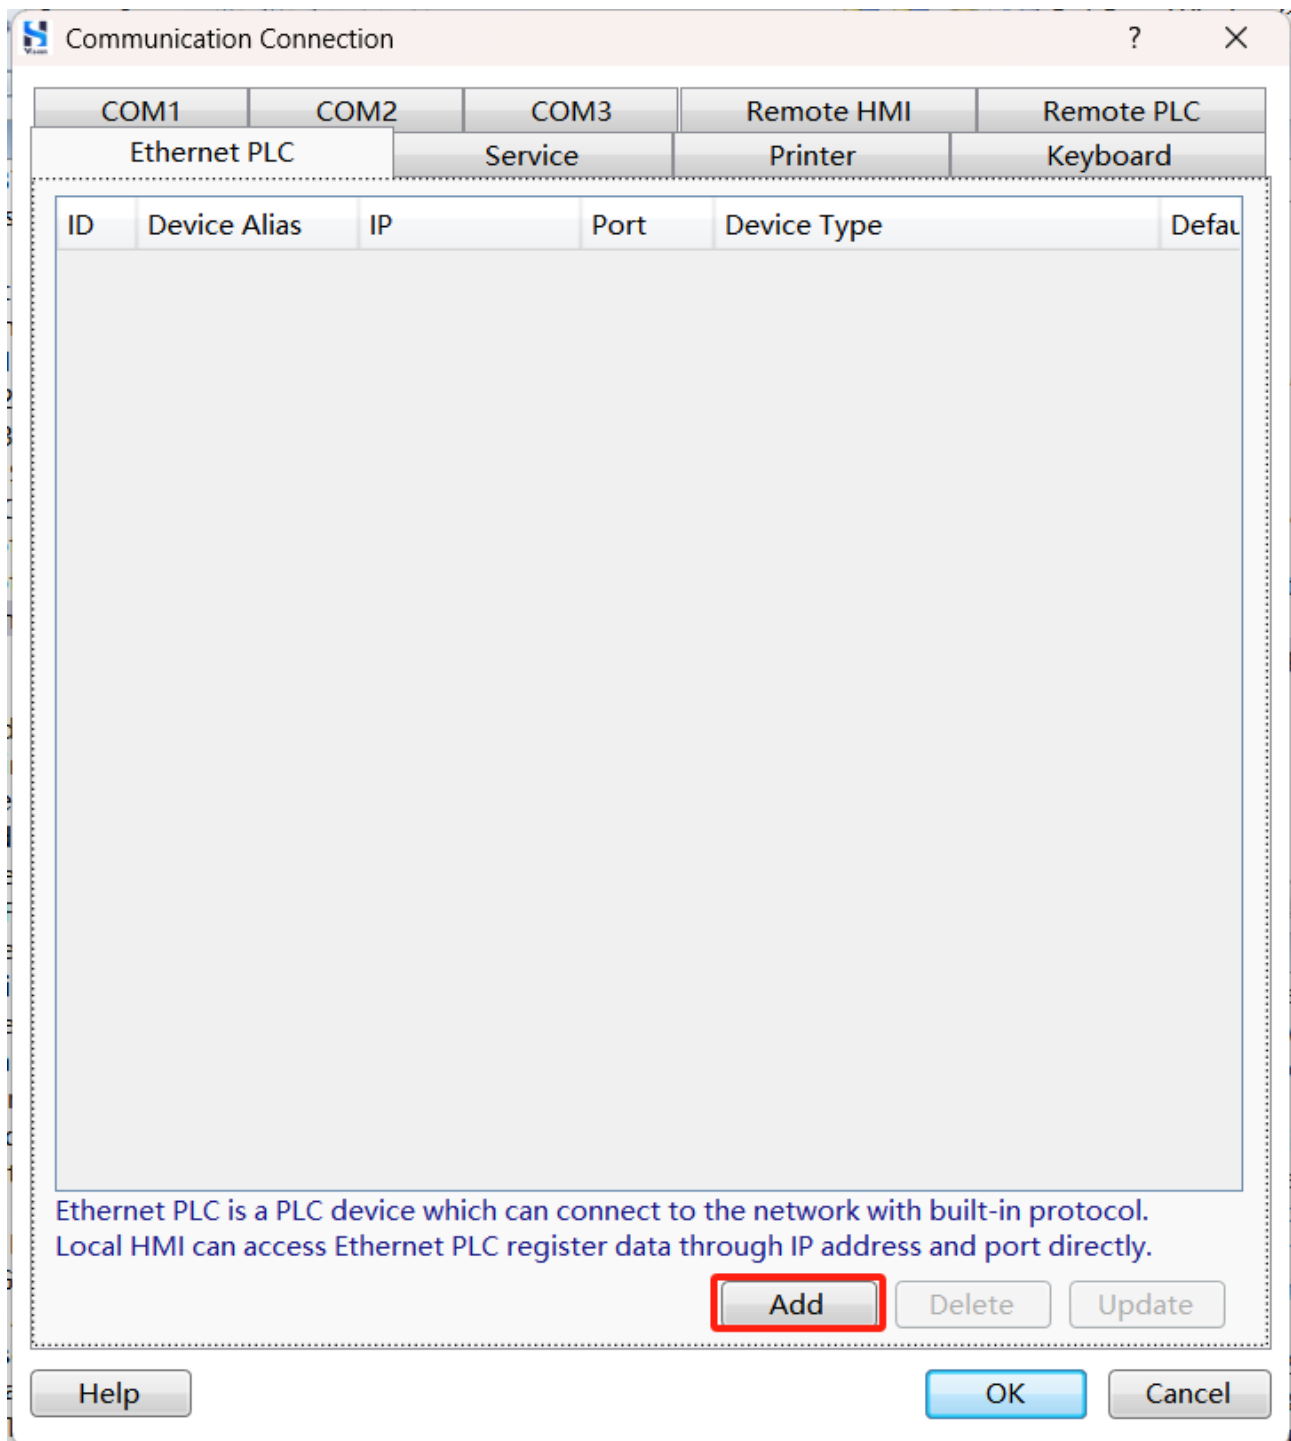 Communication Connection ?
COM1 COM2 COM3 Remote HMI Remote PLC
Ethernet PLC Service Printer Keyboard
ID Device Alias IP Port Device Type Defau
Ethernet PLC is a PLC device which can connect to the network with built-in protocol.
Local HMI can access Ethernet PLC register data through IP address and port directly.
Add Delete Update
Help OK Cancel